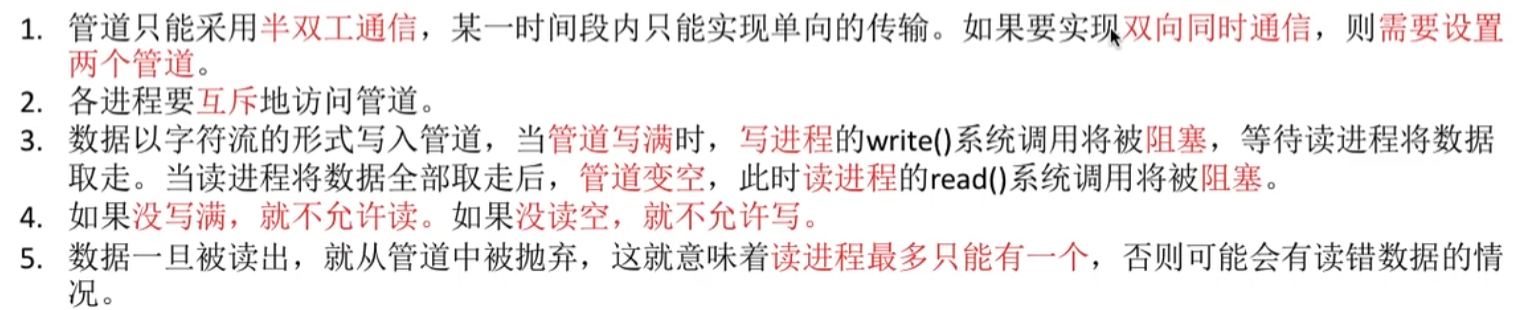 1. 管道只能采用半双工通信，某一时间段内只能实现单向的传输。如果要实现双向同时通信，则需要设置
两个管道。
2. 各进程要互斥地访问管道。
3. 数据以字符流的形式写入管道，当管道写满时，写进程的write()系统调用将被阻塞，等待读进程将数据
取走。当读进程将数据全部取走后，管道变空，此时读进程的read()系统调用将被阻塞。
4. 如果没写满，就不允许读。如果没读空，就不允许写。
5. 数据一旦被读出，就从管道中被抛弃，这就意味着读进程最多只能有一个，否则可能会有读错数据的情
况。